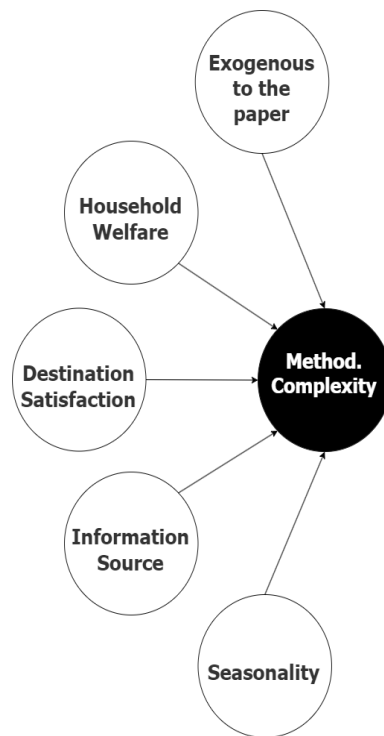 Exogenous
to the
paper
Household
Welfare
Method.
Complexity
Destination
Satisfaction
Information
Source
Seasonality